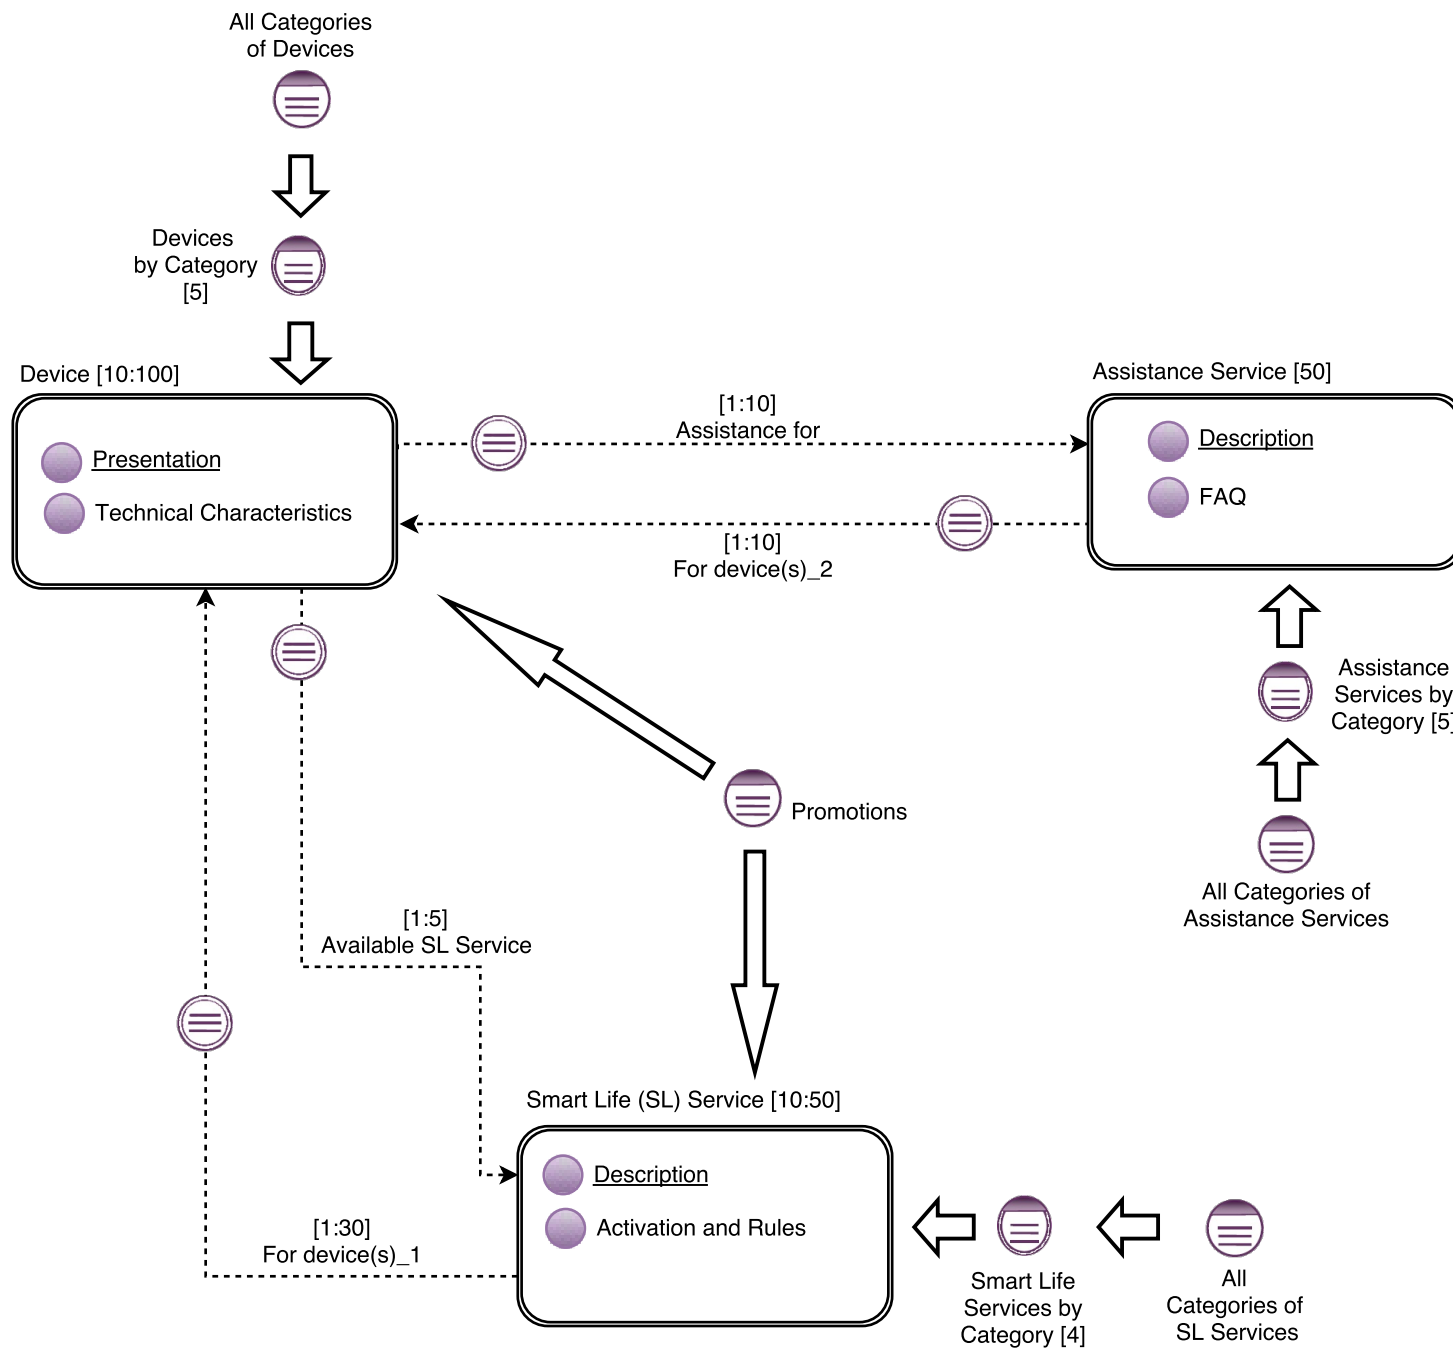 All Categories
of Devices
Devices
by Category
[5]
Device [10:100]
Presentation
Technical Characteristics
[1:10]
Assistance for
[1:10]
For device(s)_2
Assistance Service [50]
Description
FAQ
Assistance
Services by
Category [5]
All Categories of
Assistance Services
Promotions
[1:5]
Available SL Service
[1:30]
For device(s)_1
Smart Life (SL) Service [10:50]
Description
Activation and Rules
Smart Life
Services by
Category [4]
All
Categories of
SL Services